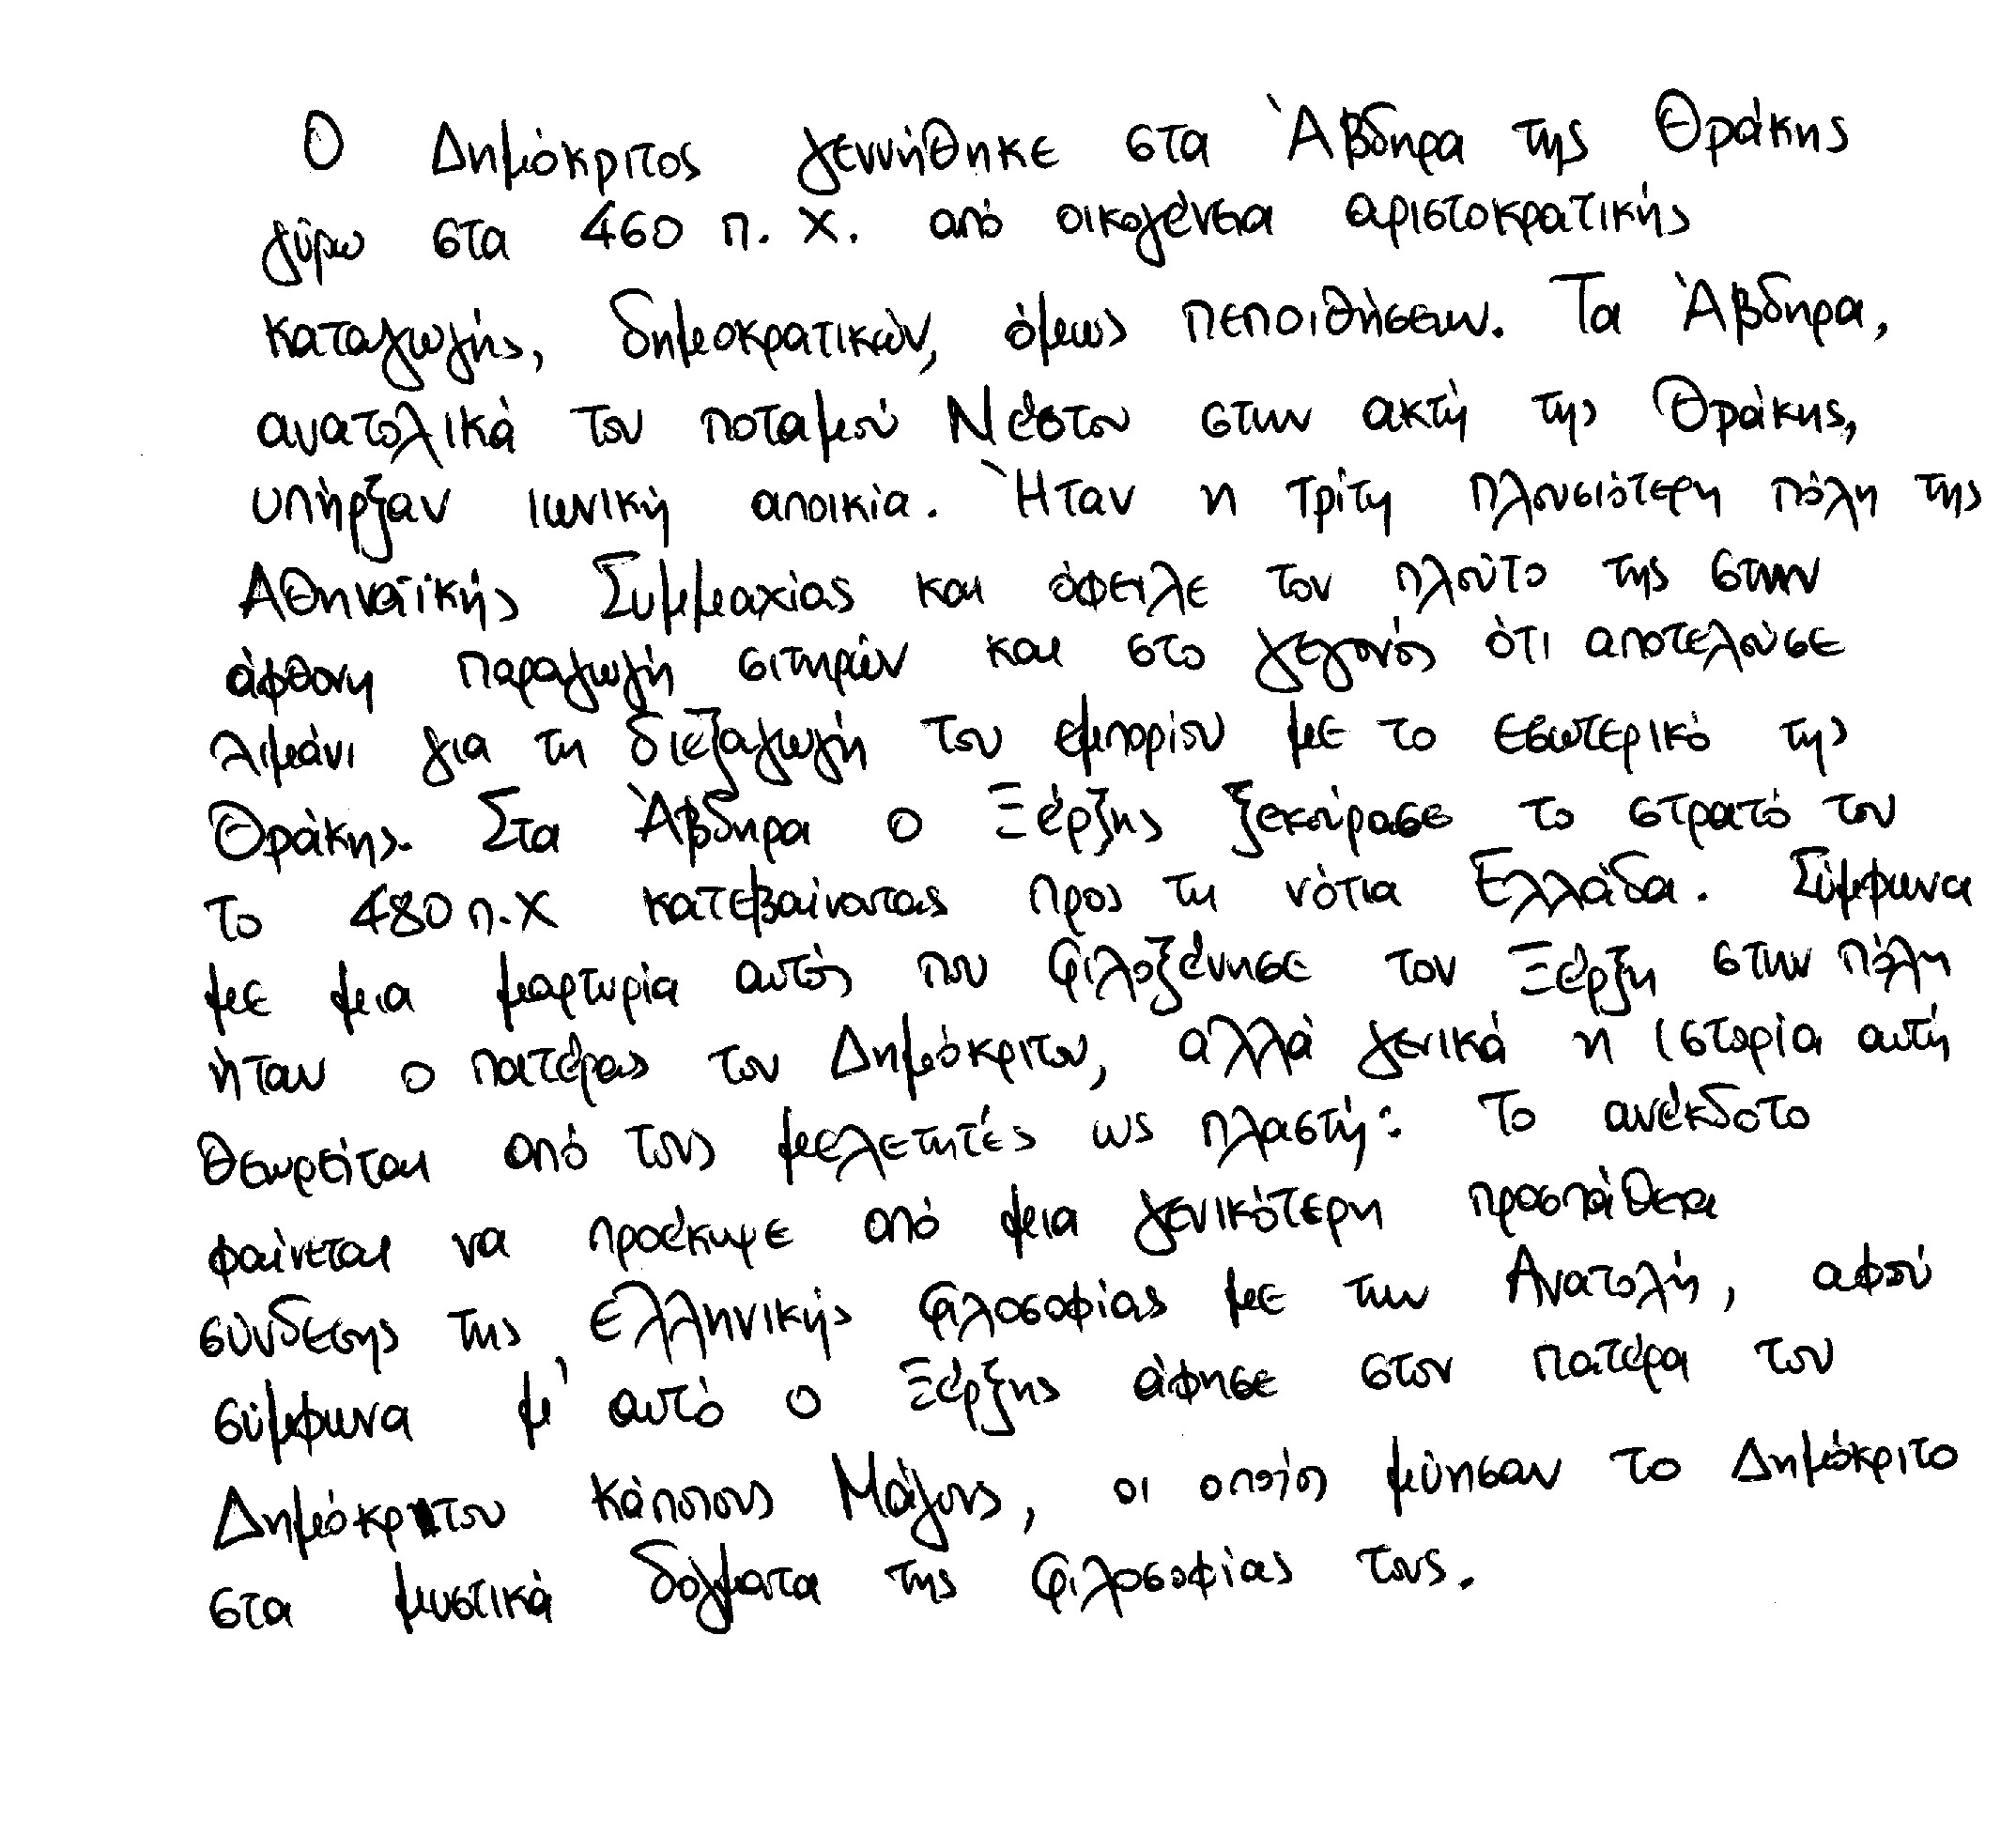 Ο Δημόκριτος γεννήθηκε στα Άβδηρα της Θράκης
γύρω στα 460 π. Χ. από οικογένεια αριστοκρατικής
καταγωγής, δημοκρατικών, όμως πεποιθήσεων. Τα Άβδηρα,
ανατολικά του ποταμού Νέστου στην ακτή της Θράκης,
υπήρξαν ιωνική αποικία. Ήταν η τρίτη πλουσιότερη πόλη της
Αθηναϊκής Συμμαχίας και όφειλε τον πλούτο της στην
άφθονη παραγωγή σιτηρών και στο γεγονός ότι αποτελούσε
λιμάνι για τη διεξαγωγή του εμπορίου με το εσωτερικό της
Θράκης. Στα Άβδηρα ο Ξέρξης ξεκούρασε το στρατό του
το 480 π.Χ κατεβαίνοντας προς τη νότια Ελλάδα. Σύμφωνα
με μια μαρτυρία αυτός που φιλοξένησε τον Ξέρξη στην πόλη
ήταν ο πατέρας του Δημόκριτου, αλλά γενικά η ιστορία αυτή
θεωρείται από τους μελετητές ως πλαστή: το ανέκδοτο
φαίνεται να προέκυψε από μια γενικότερη προσπάθεια
σύνδεσης της ελληνικής φιλοσοφίας με την Ανατολή, αφού
σύμφωνα μ' αυτό ο Ξέρξης άφησε στον πατέρα του
Δημόκριτου κάποιους Μάγους, οι οποίοι μύησαν το Δημόκριτο
στα μυστικά δόγματα της φιλοσοφίας τους.